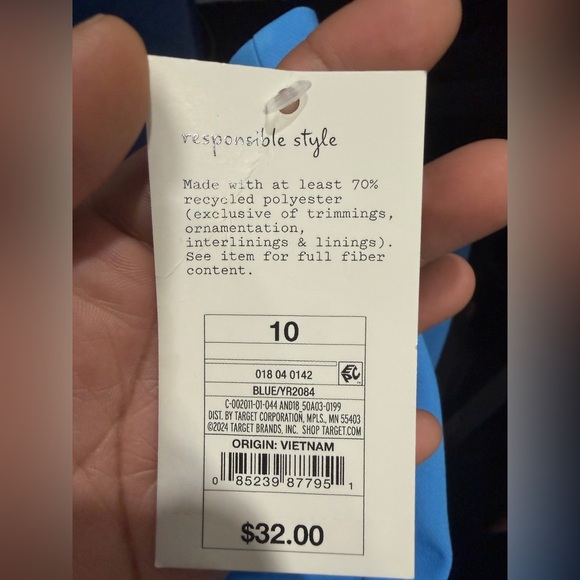 responsible style
Made with at least 70%
recycled polyester
(exclusive of trimmings,
ornamentation,
interlinings & linings).
See item for full fiber
content.
10
018 04 0142
BLUE/YR2084
C-002011-01-044 AND18_50A03-0199
DIST. BY TARGET CORPORATION, MPLS., MN 55403
©2024 TARGET BRANDS, INC. SHOP TARGET.COM
ORIGIN: VIETNAM
0 85239 87795 1
$32.00